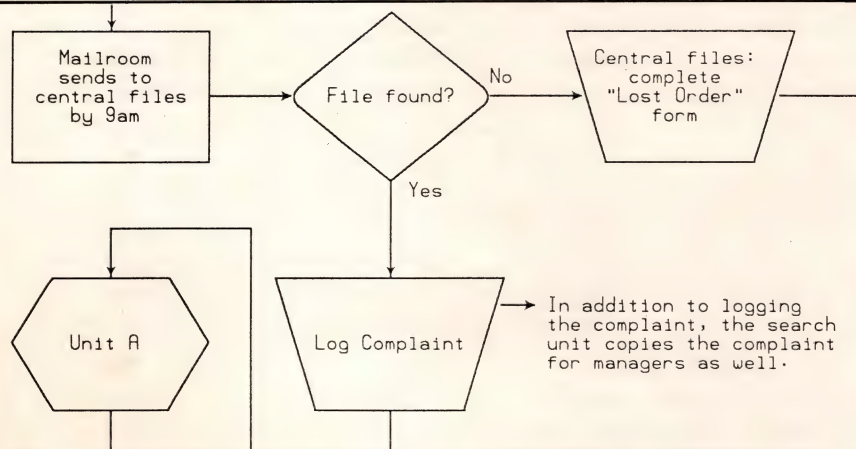 Mailroom
sends to
central files
by 9am
File found?
No
Central files:
complete
"Lost Order"
form
Yes
Unit A
Log Complaint
In addition to logging
the complaint, the search
unit copies the complaint
for managers as well.